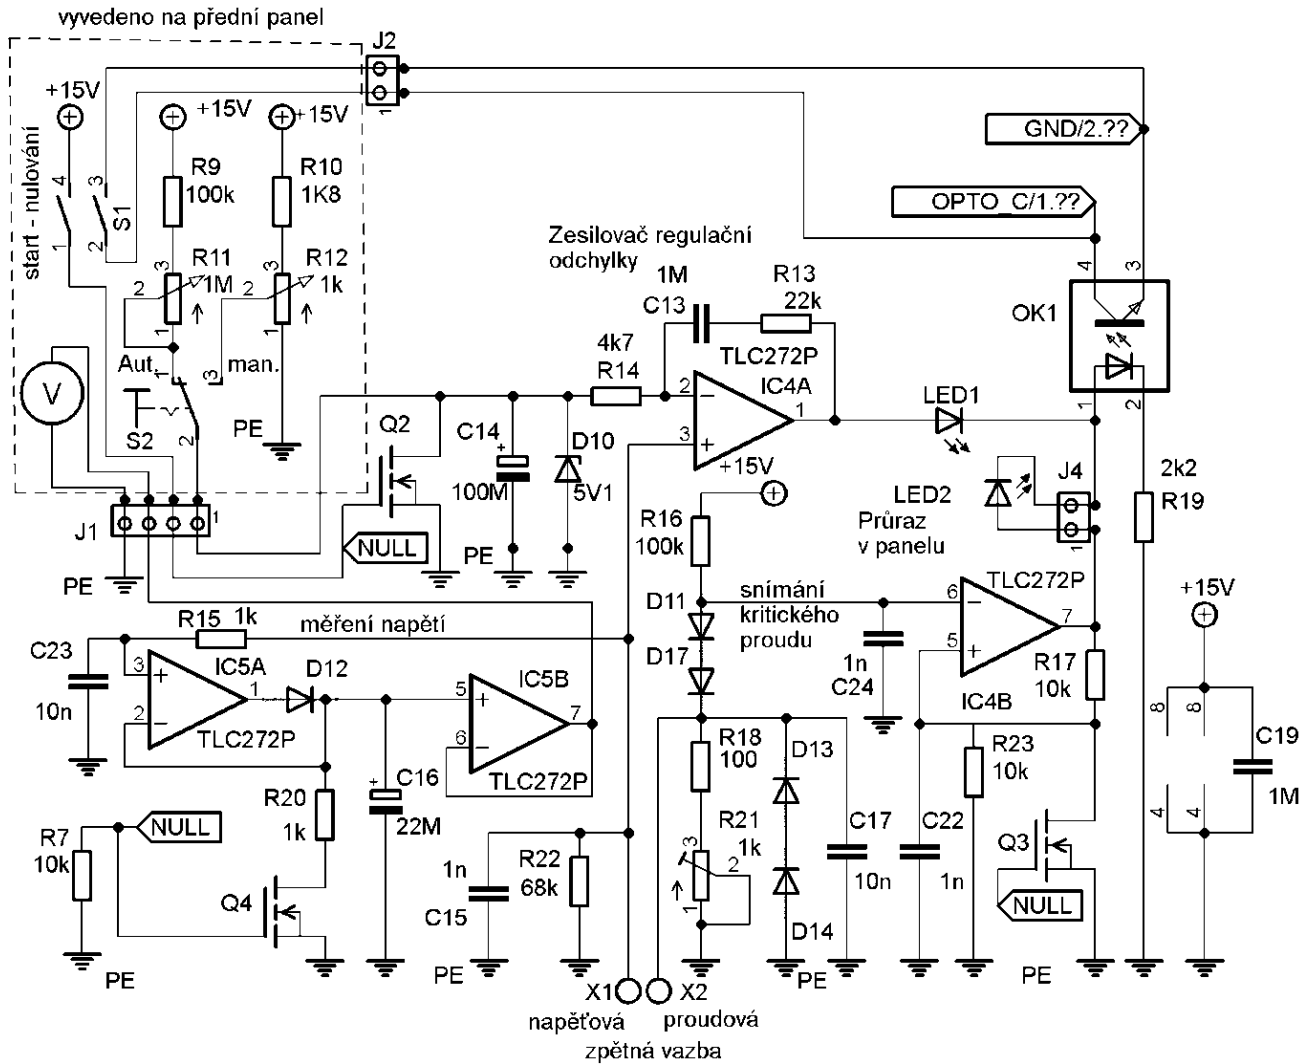 vyvedeno na přední panel
J2
1
+15V
+15V
+15V
GND/2.??
start - nulování
4
3
R9
100k
R10
1K8
S1
1
2
OPTO_C/1.??
Zesilovač regulační
odchylky
4
3
3
R11
1M
2
1
3
R12
1k
2
1
1M
C13
R13
22k
OK1
4k7
R14
TLC272P
IC4A
2
3
1
LED1
1
2
Aut.
1
3
man.
V
S2
2
PE
Q2
C14
+
100M
D10
5V1
+15V
J4
LED2
Průraz
v panelu
1
2k2
R19
J1
1
NULL
PE
R16
100k
PE
TLC272P
R15
1k
měření napětí
D11
snímání
kritického
proudu
6
5
7
+15V
C23
10n
3
2
IC5A
1
D12
TLC272P
5
6
IC5B
7
TLC272P
D17
1n
C24
IC4B
R17
10k
8
8
4
4
C19
1M
R18
100
D13
R23
10k
R20
1k
+
C16
22M
R7
10k
NULL
R21
1k
3
2
1
C17
10n
C22
1n
Q3
NULL
1n
C15
R22
68k
Q4
D14
PE
PE
PE
PE
X1
X2
napěťová
proudová
zpětná vazba